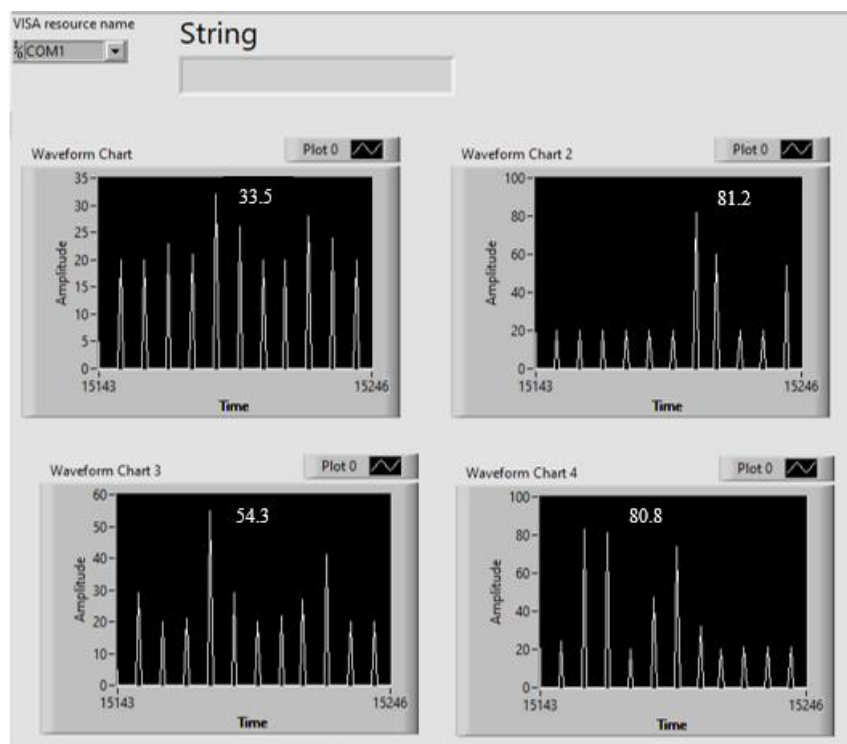 VISA resource name
COM1
String
Waveform Chart
Plot 0
35
30
25
20
15
10
5
0
Amplitude
33.5
15143
15246
Time
Waveform Chart 2
Plot 0
100
80
60
40
20
0
Amplitude
81.2
15143
15246
Time
Waveform Chart 3
Plot 0
60
50
40
30
20
10
0
Amplitude
54.3
15143
15246
Time
Waveform Chart 4
Plot 0
100
80
60
40
20
0
Amplitude
80.8
15143
15246
Time